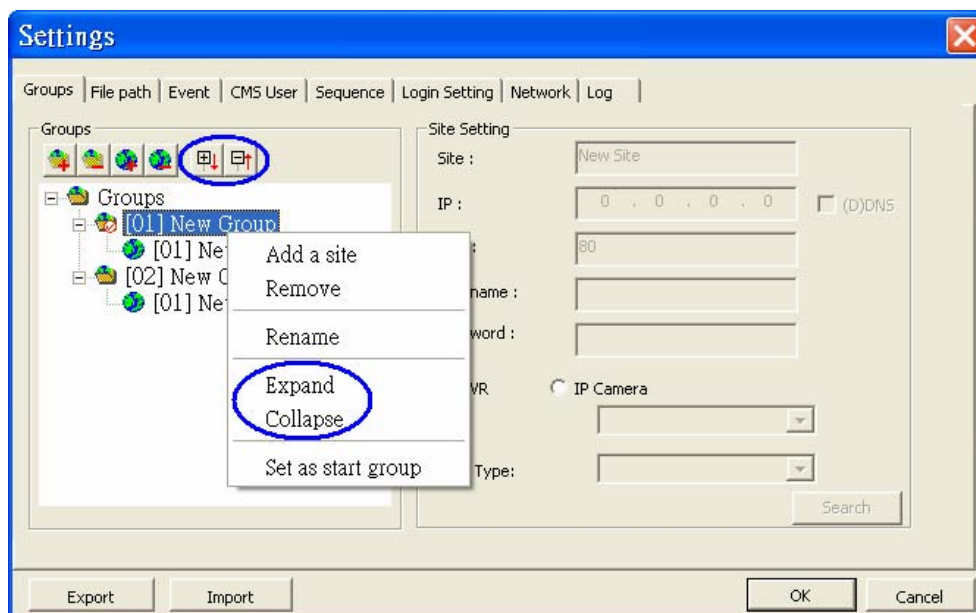 Settings
Groups File path Event CMS User Sequence Login Setting Network Log
Groups
Groups
[01] New Group
[01] Ne
[02] New
[01] Ne
Add a site
Remove
Rename
Expand
Collapse
Set as start group
Site Setting
Site : New Site
IP : 0 . 0 . 0 . 0 (D)DNS
: 80
name :
word :
VR IP Camera
Type:
Search
Export Import OK Cancel